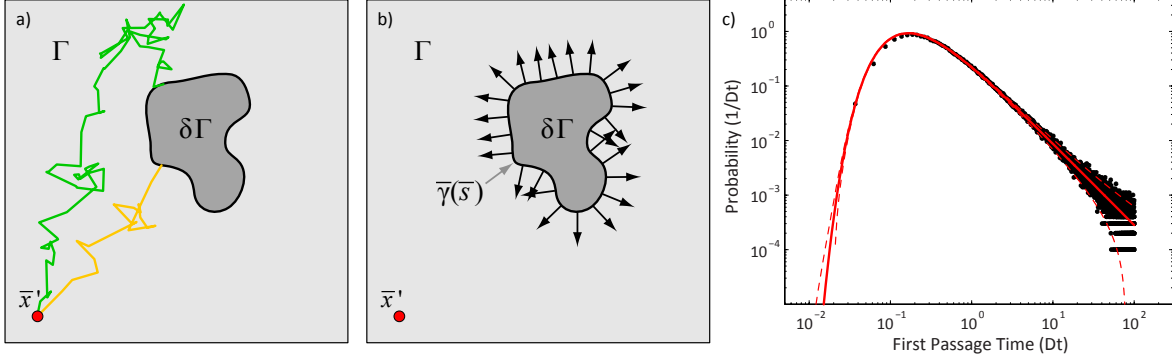 a)
Γ
δΓ
x̅'
b)
Γ
δΓ
γ̅(s̅)
x̅'
c)
Probability (1/Dt)
10⁰
10⁻¹
10⁻²
10⁻³
10⁻⁴
10⁻² 10⁻¹ 10⁰ 10¹ 10²
First Passage Time (Dt)